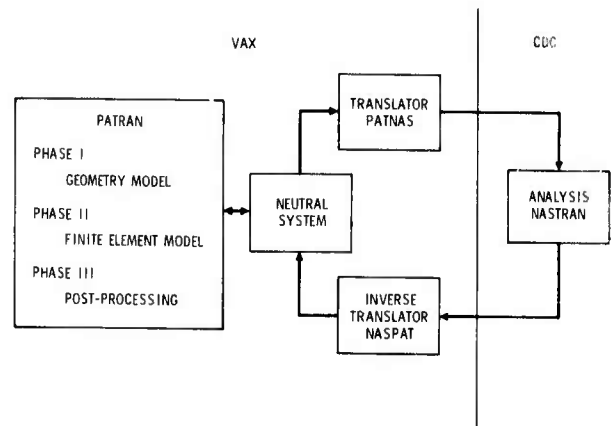 VAX
CDC
PATRAN
PHASE I
GEOMETRY MODEL
PHASE II
FINITE ELEMENT MODEL
PHASE III
POST-PROCESSING
NEUTRAL
SYSTEM
TRANSLATOR
PATNAS
ANALYSIS
NASTRAN
INVERSE
TRANSLATOR
NASPAT